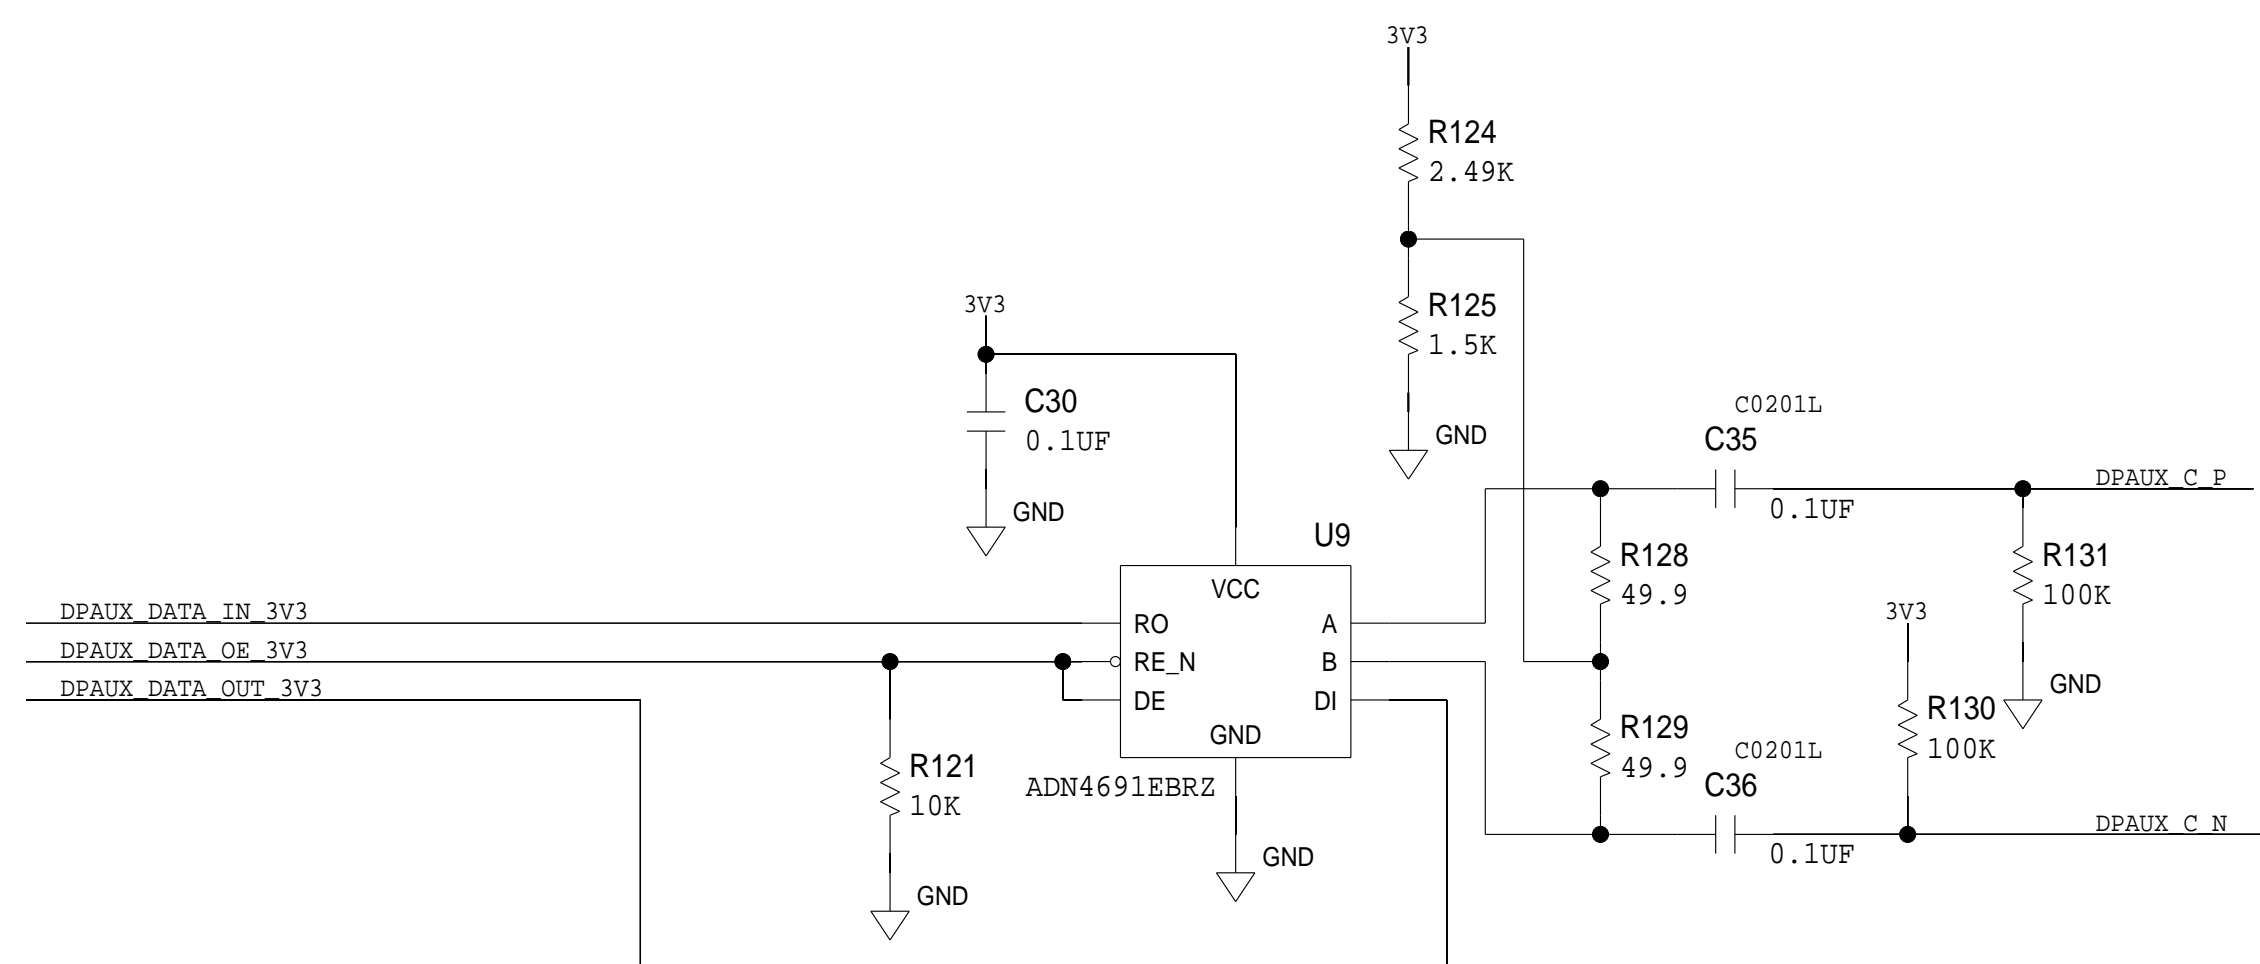 3V3
R124
2.49K
3V3
R125
1.5K
C30
0.1UF
GND
C0201L
C35
GND
DPAUX_C_P
0.1UF
U9
R128
49.9
R131
100K
VCC
DPAUX_DATA_IN_3V3
RO
A
3V3
DPAUX_DATA_OE_3V3
RE_N
B
DPAUX_DATA_OUT_3V3
DE
DI
GND
GND
R129
49.9
R130
100K
C0201L
C36
R121
10K
ADN4691EBRZ
DPAUX_C_N
0.1UF
GND
GND